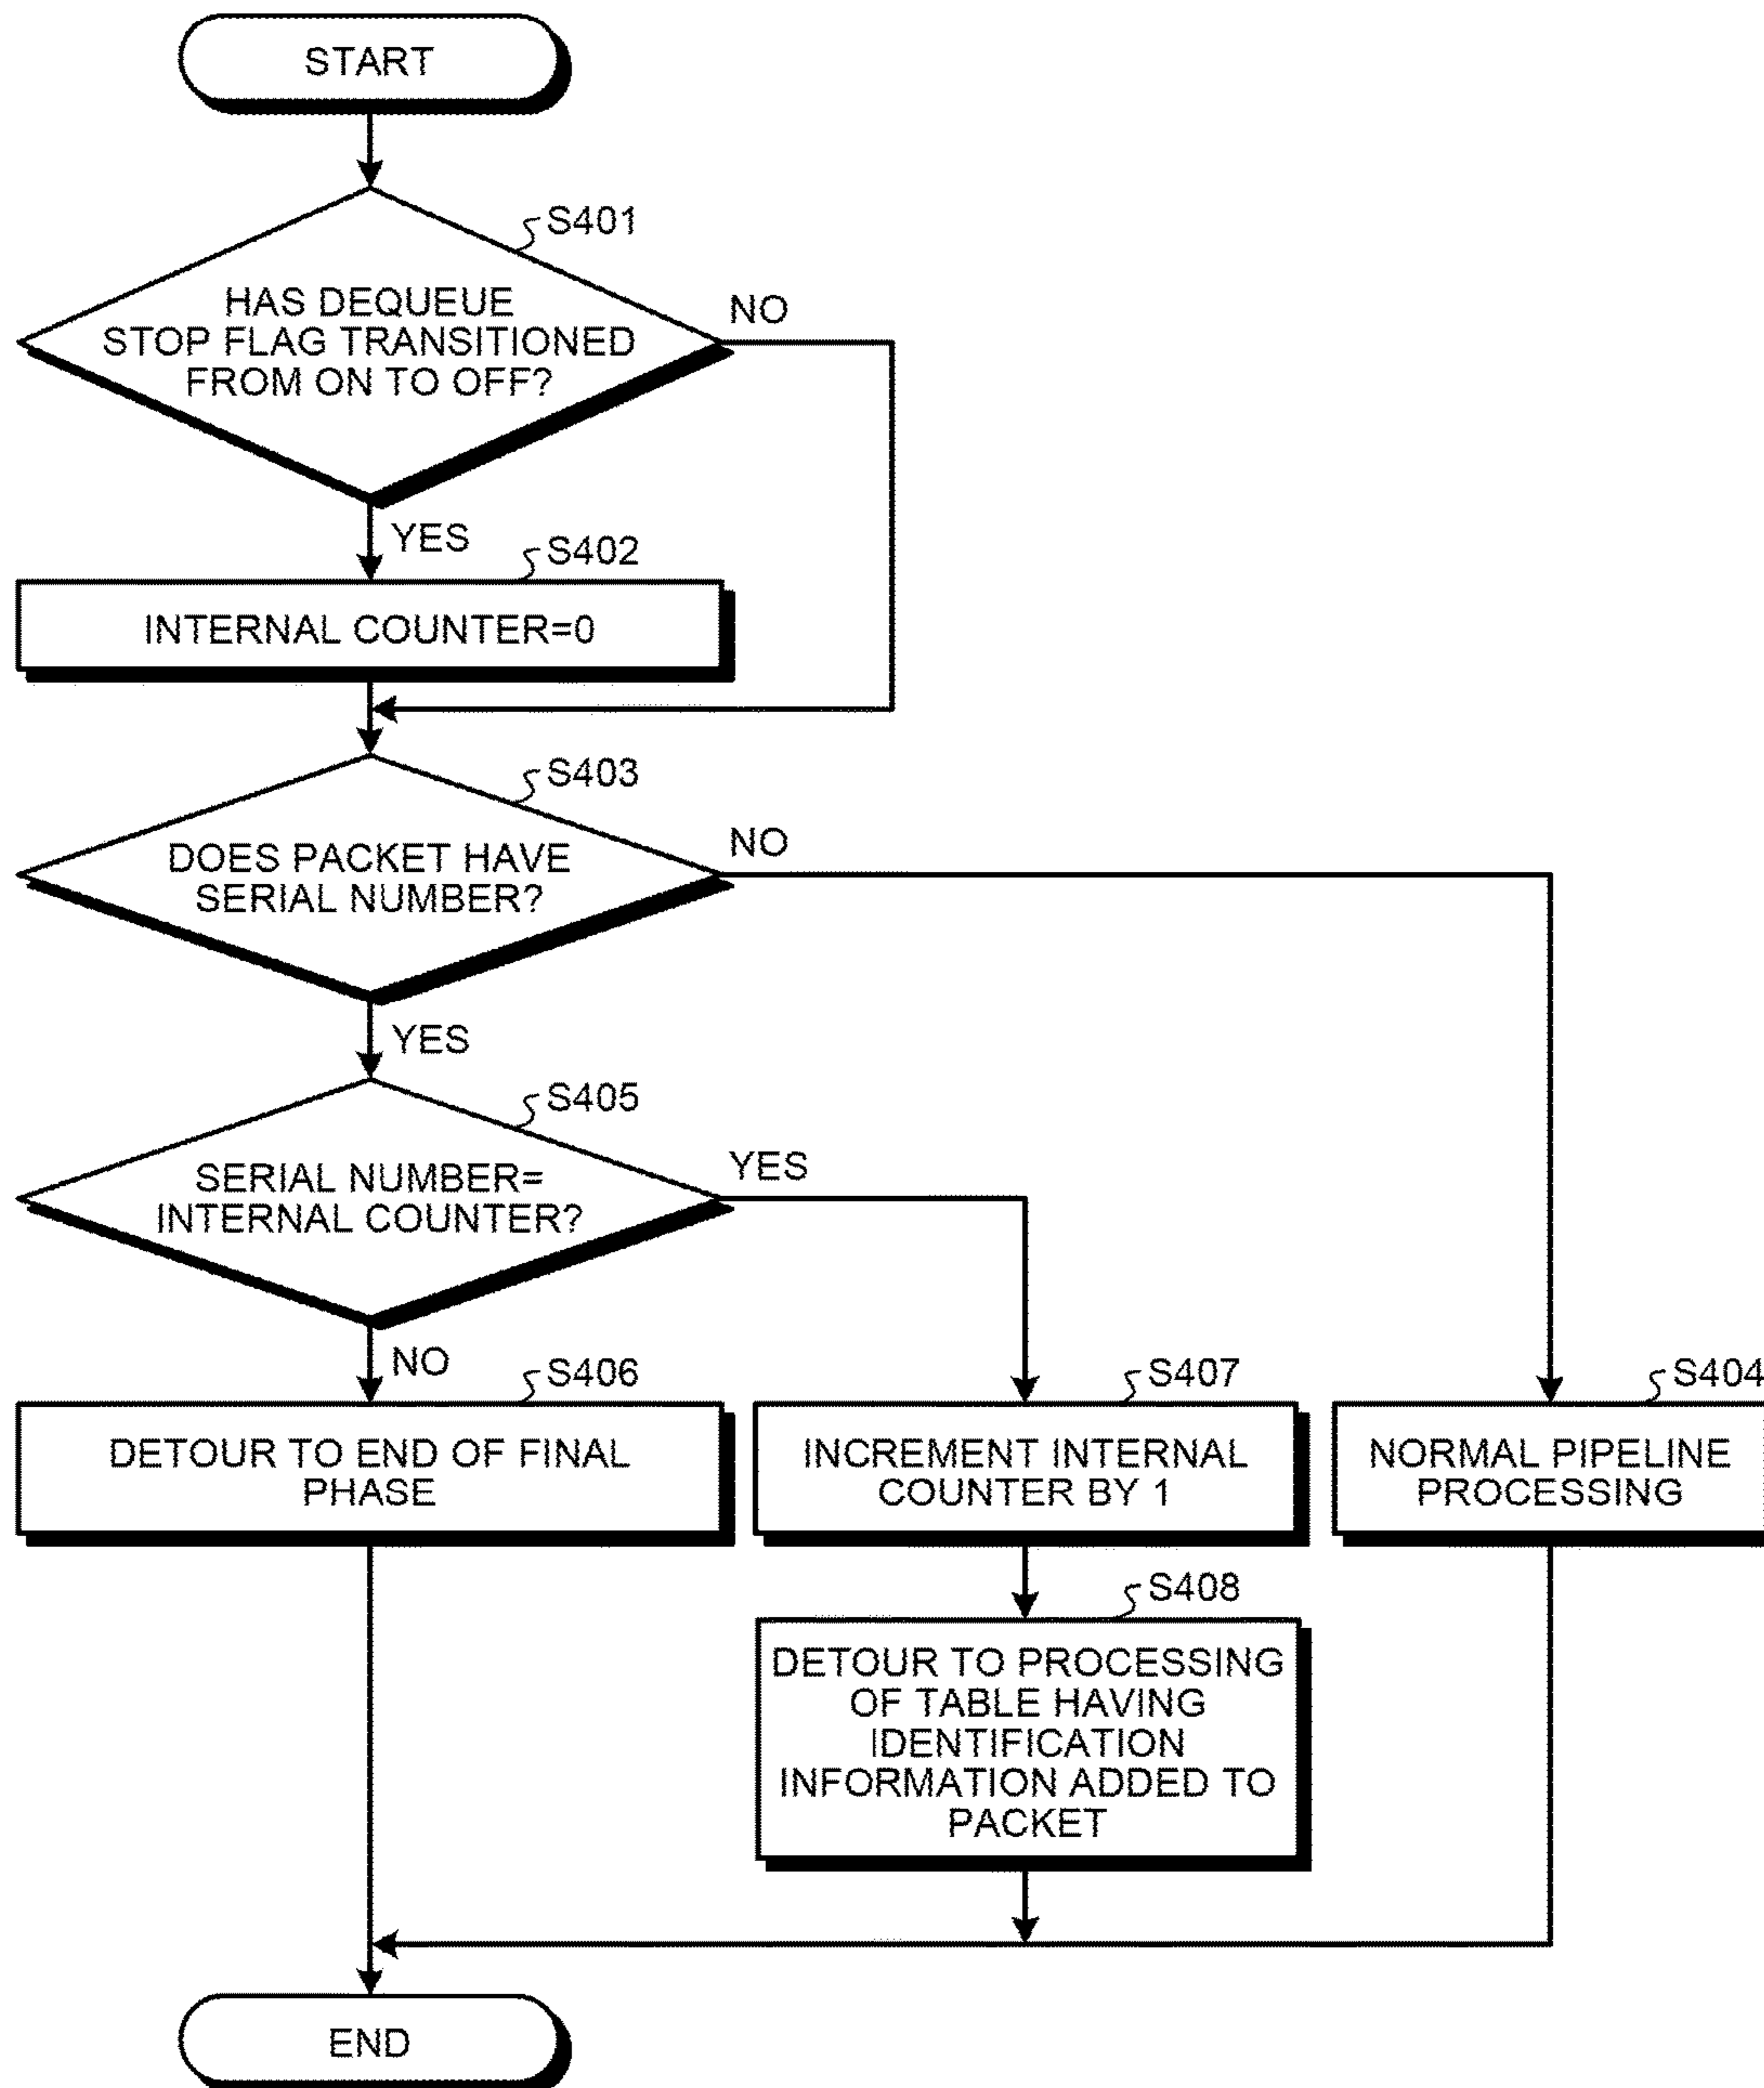 START
S401
HAS DEQUEUE
STOP FLAG TRANSITIONED
FROM ON TO OFF?
NO
YES
S402
INTERNAL COUNTER=0
S403
DOES PACKET HAVE
SERIAL NUMBER?
NO
YES
S405
SERIAL NUMBER=
INTERNAL COUNTER?
YES
NO
S406
DETOUR TO END OF FINAL
PHASE
S407
INCREMENT INTERNAL
COUNTER BY 1
S404
NORMAL PIPELINE
PROCESSING
S408
DETOUR TO PROCESSING
OF TABLE HAVING
IDENTIFICATION
INFORMATION ADDED TO
PACKET
END